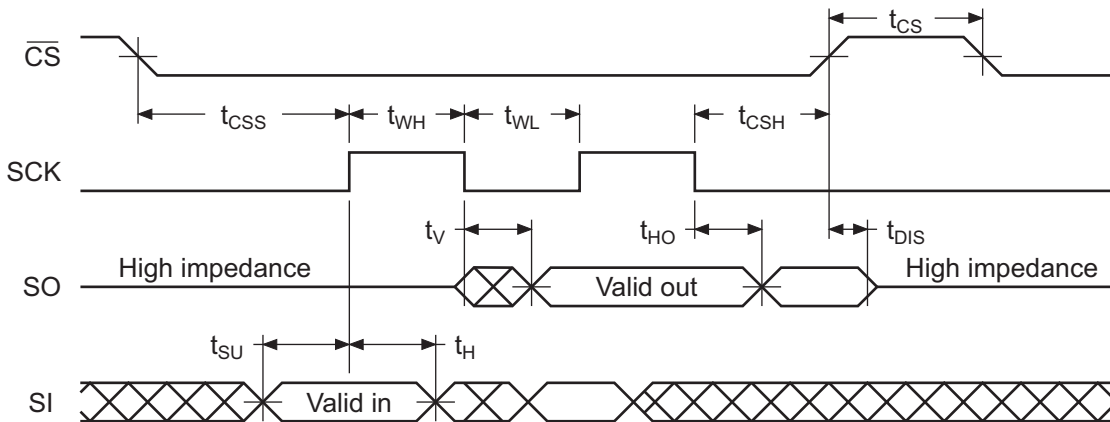 t_CS
C̅S̅
t_CSS t_WH t_WL t_CSH
SCK
t_V t_HO t_DIS
High impedance High impedance
SO Valid out
t_SU t_H
SI Valid in